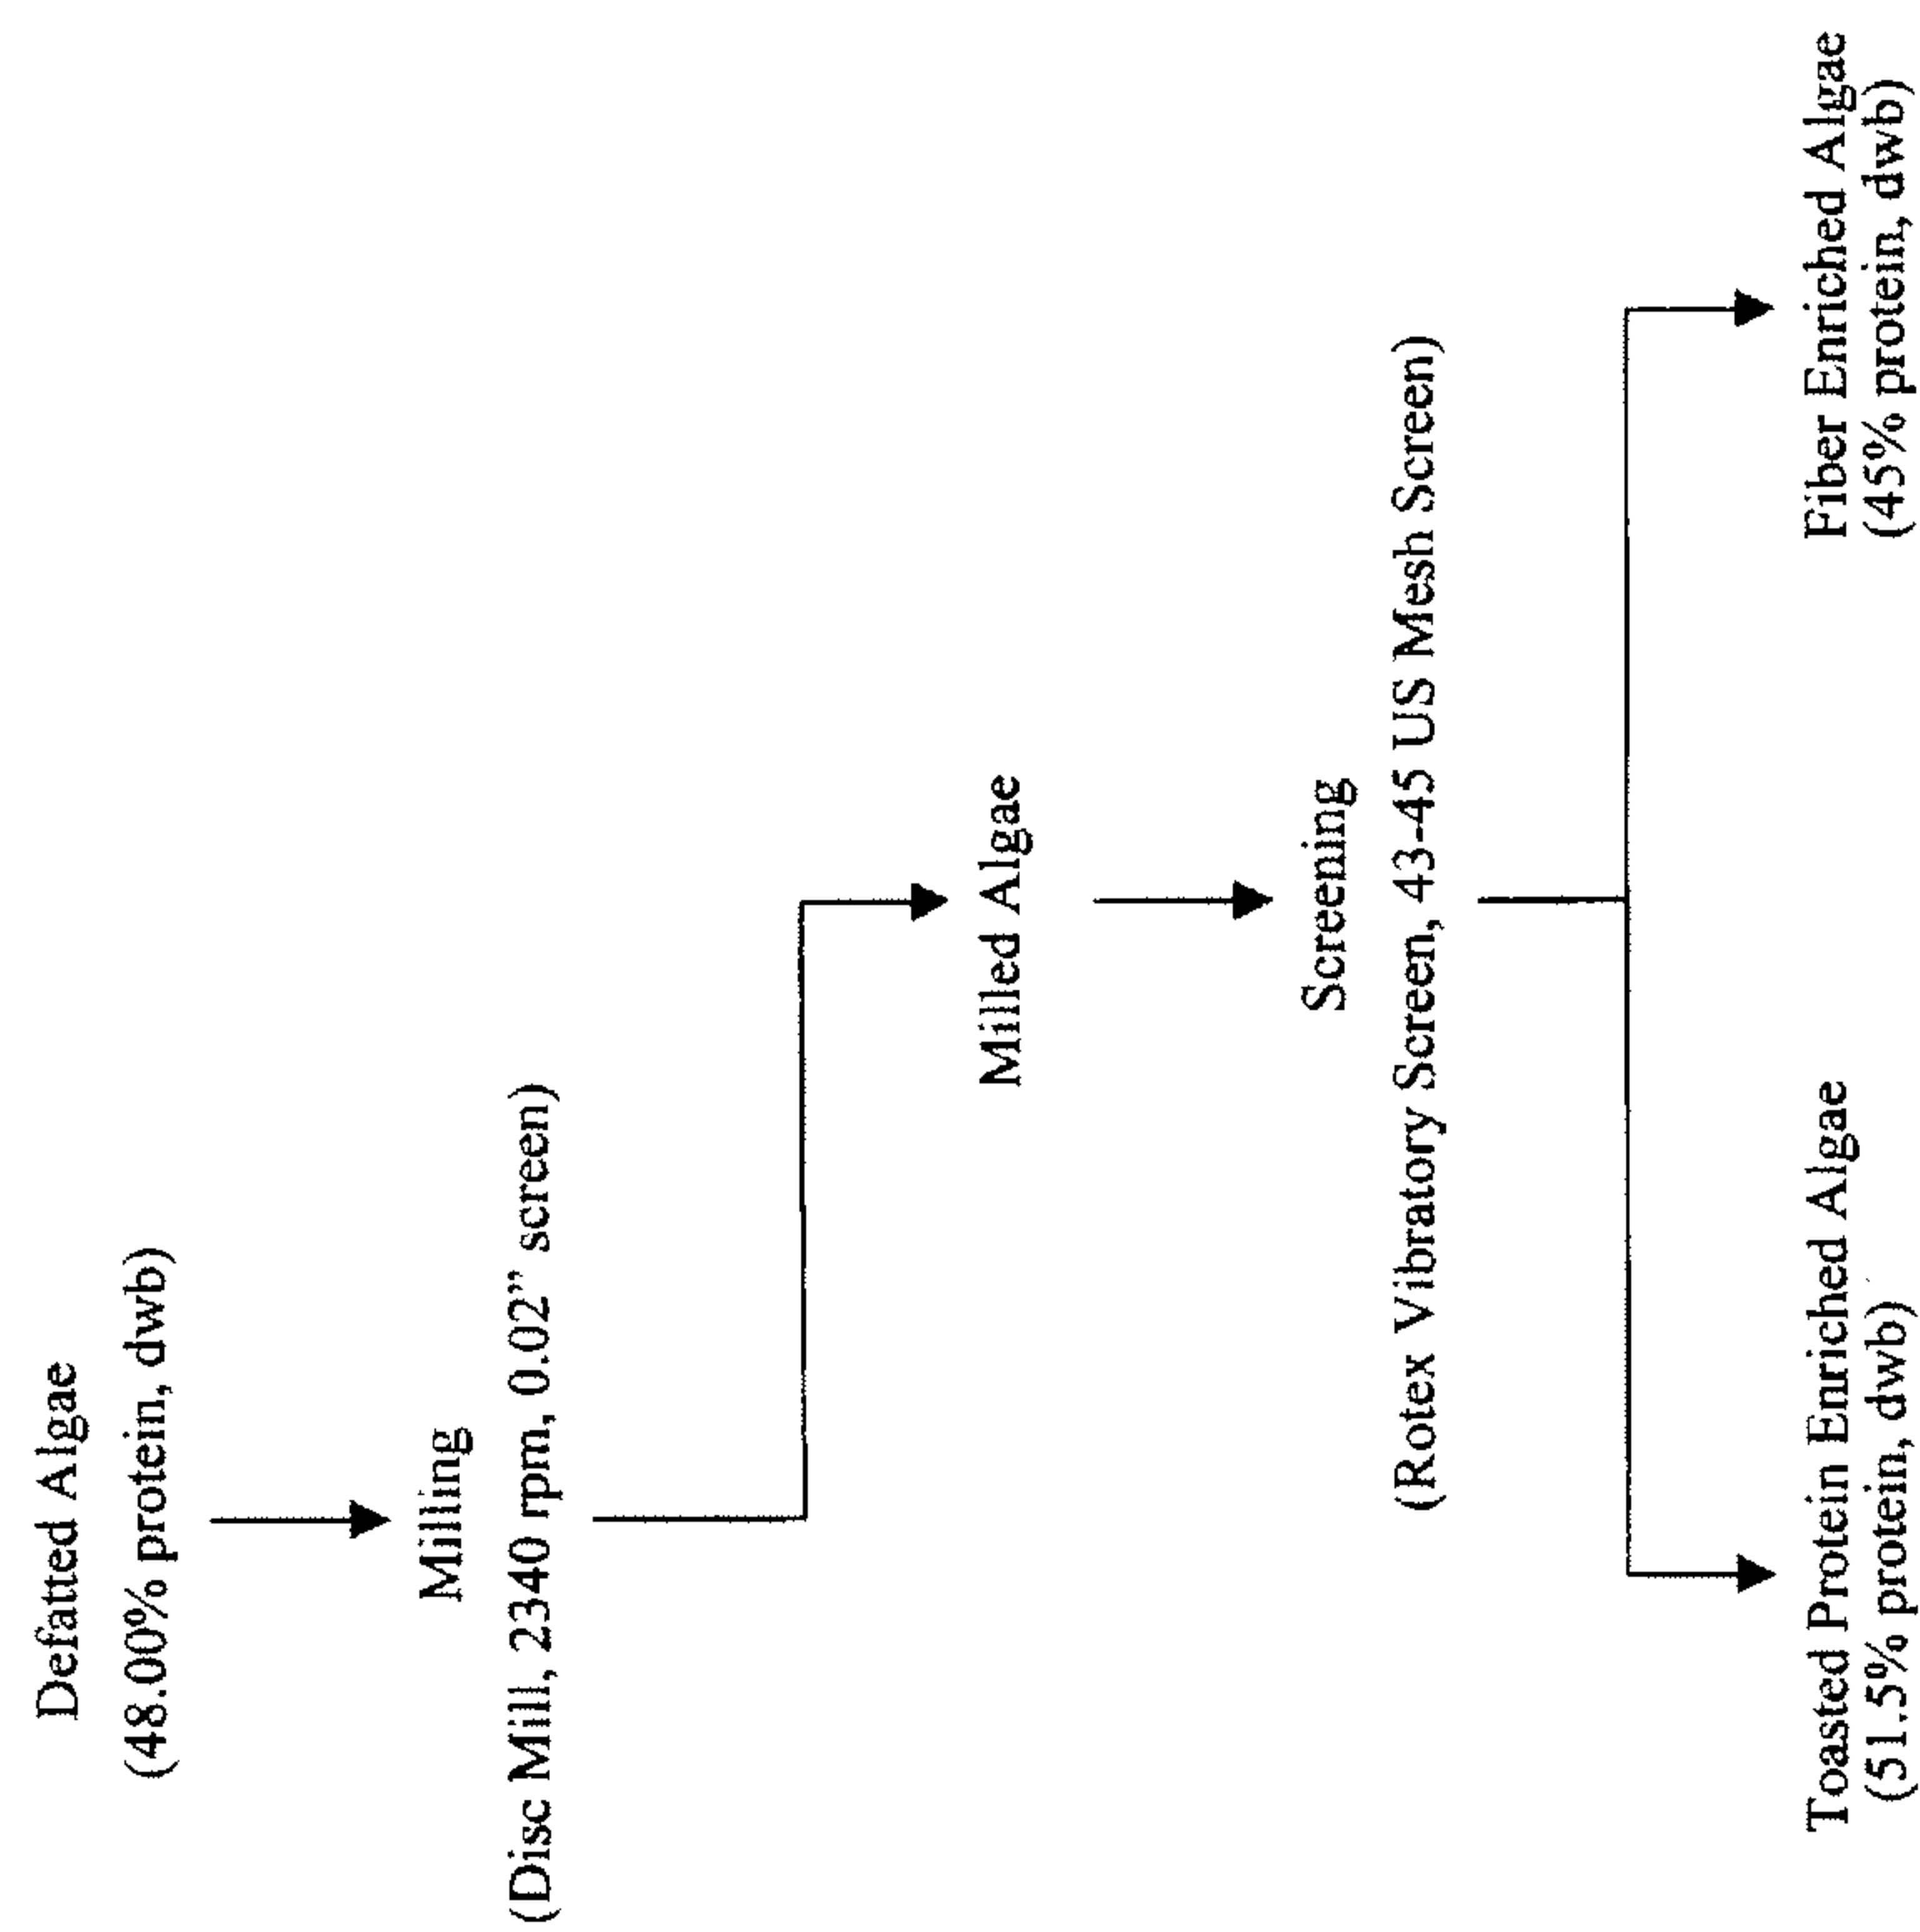 Defatted Algae
(48.00% protein, dwb)
Milling
(Disc Mill, 2340 rpm, 0.02” screen)
Milled Algae
Screening
(Rotex Vibratory Screen, 43-45 US Mesh Screen)
Toasted Protein Enriched Algae
(51.5% protein, dwb)
Fiber Enriched Algae
(45% protein, dwb)